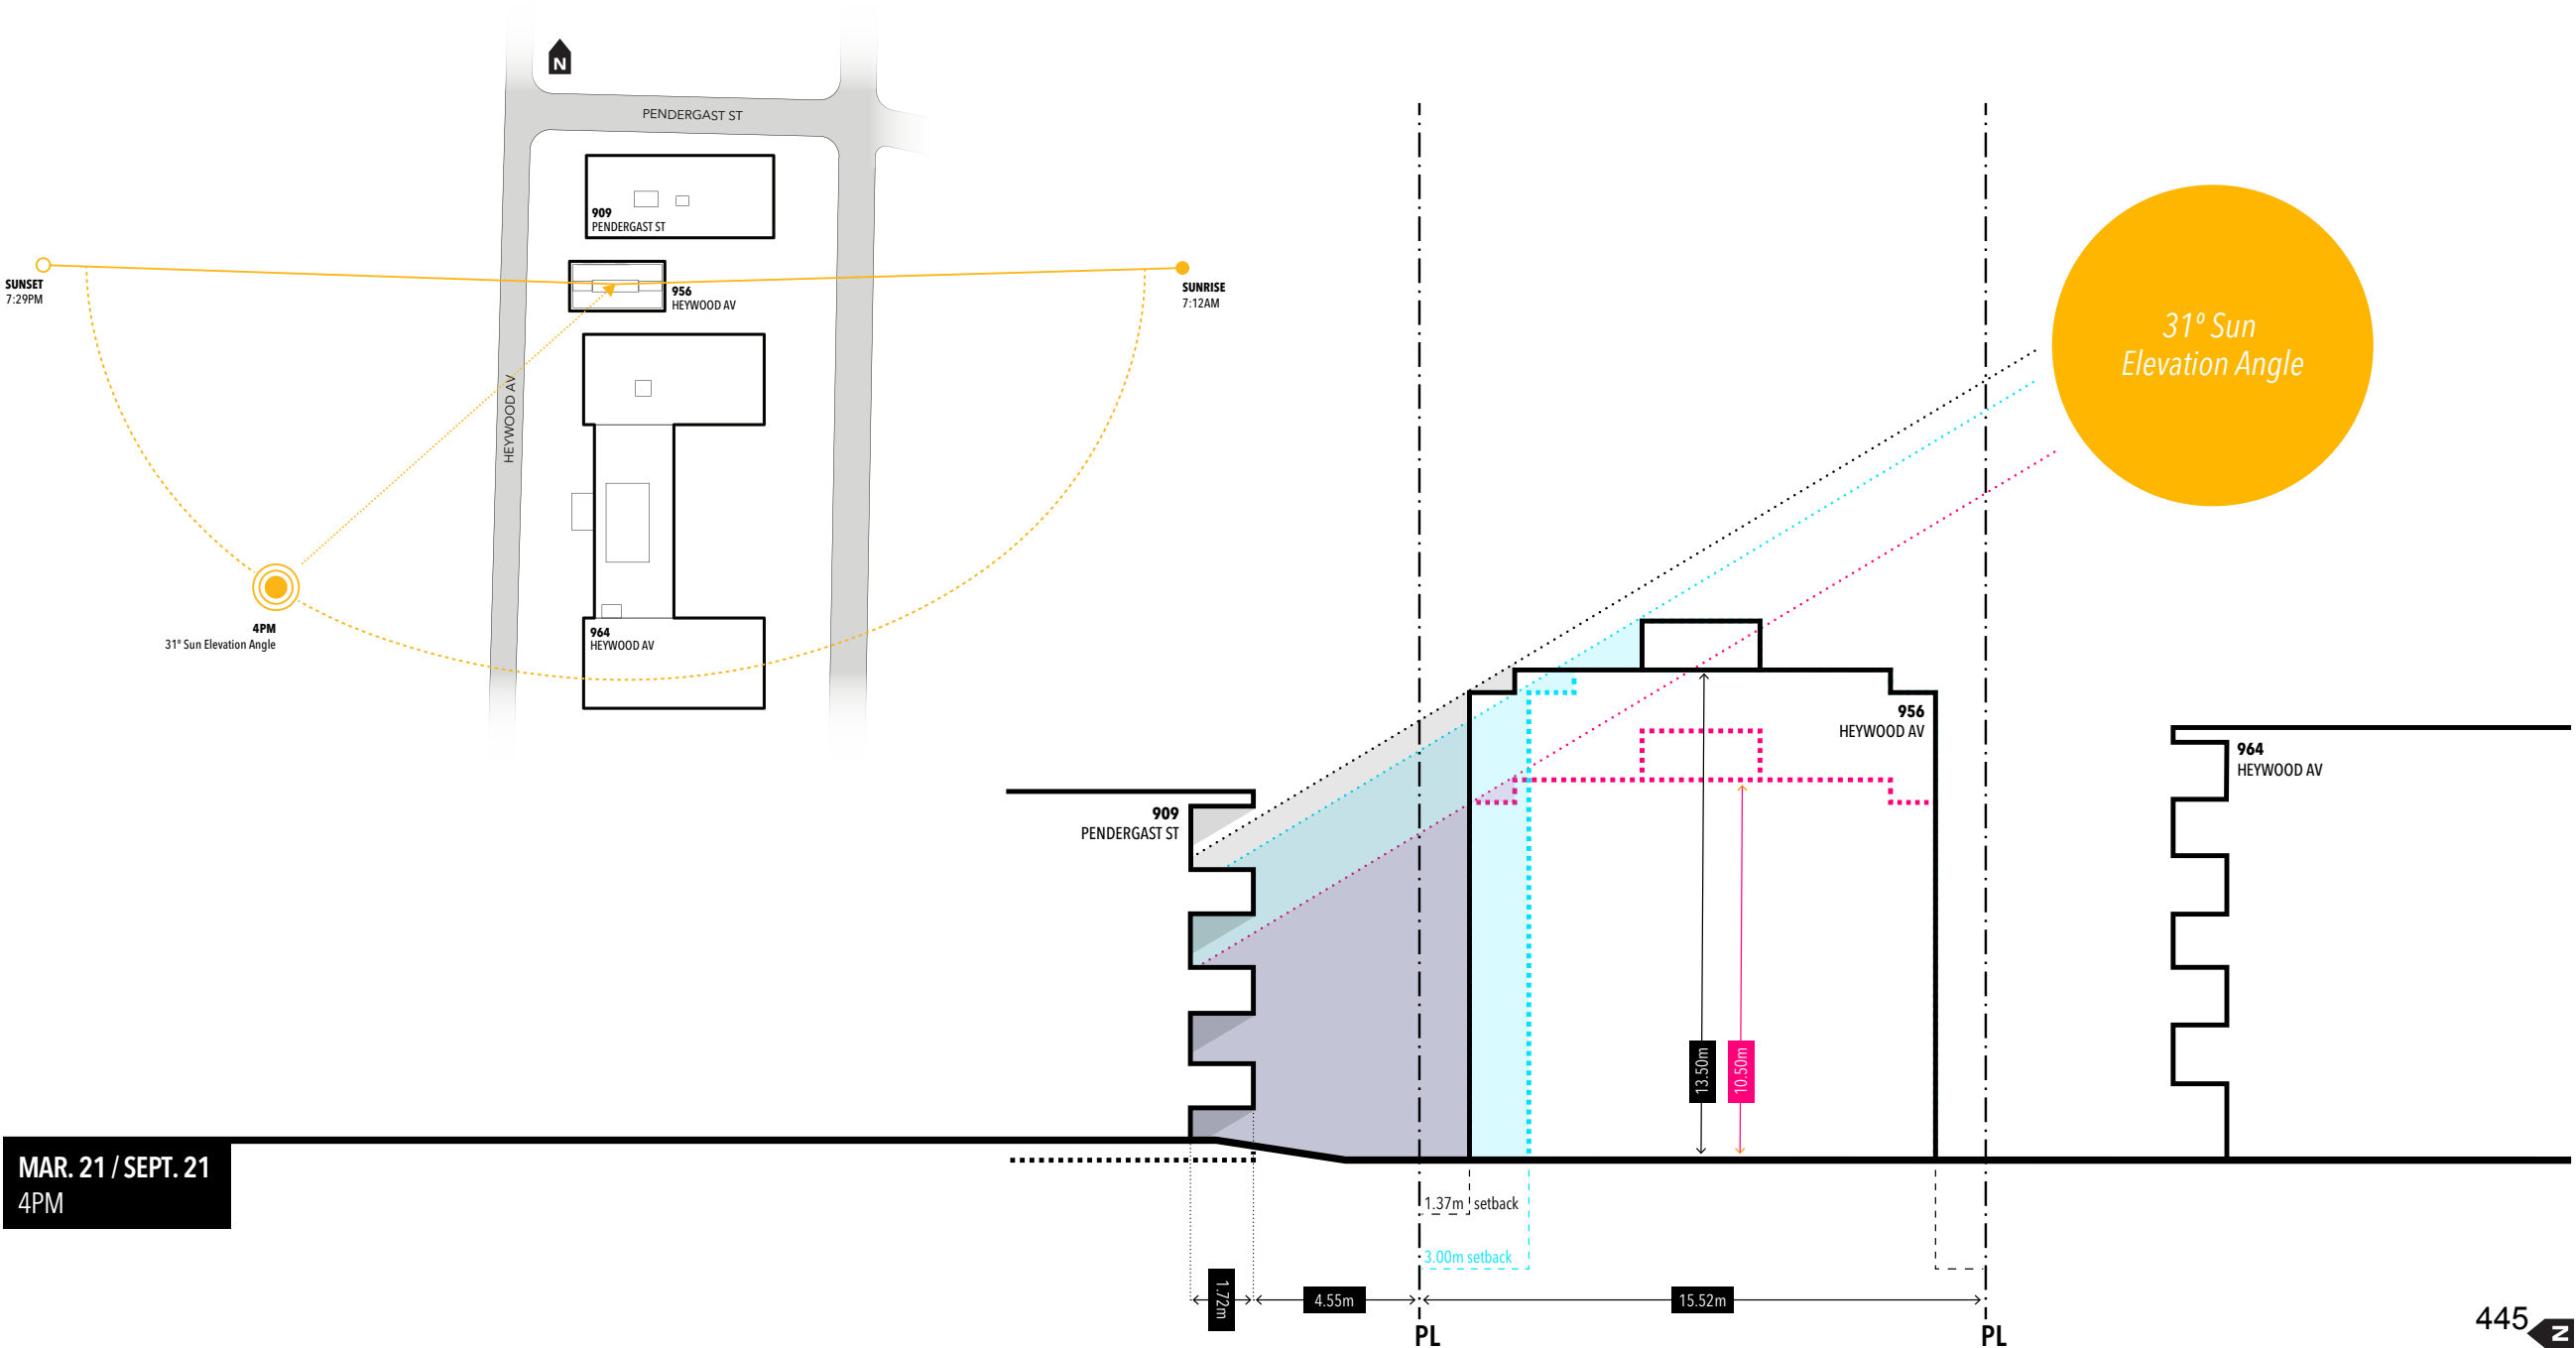 N
PENDERGAST ST
909
PENDERGAST ST
SUNSET
7:29PM
956
HEYWOOD AV
SUNRISE
7:12AM
HEYWOOD AV
4PM
31º Sun Elevation Angle
964
HEYWOOD AV
31º Sun
Elevation Angle
956
HEYWOOD AV
964
HEYWOOD AV
909
PENDERGAST ST
13.50m
10.50m
MAR. 21 / SEPT. 21
4PM
1.37m setback
3.00m setback
1.72m
4.55m
15.52m
PL
PL
445
N